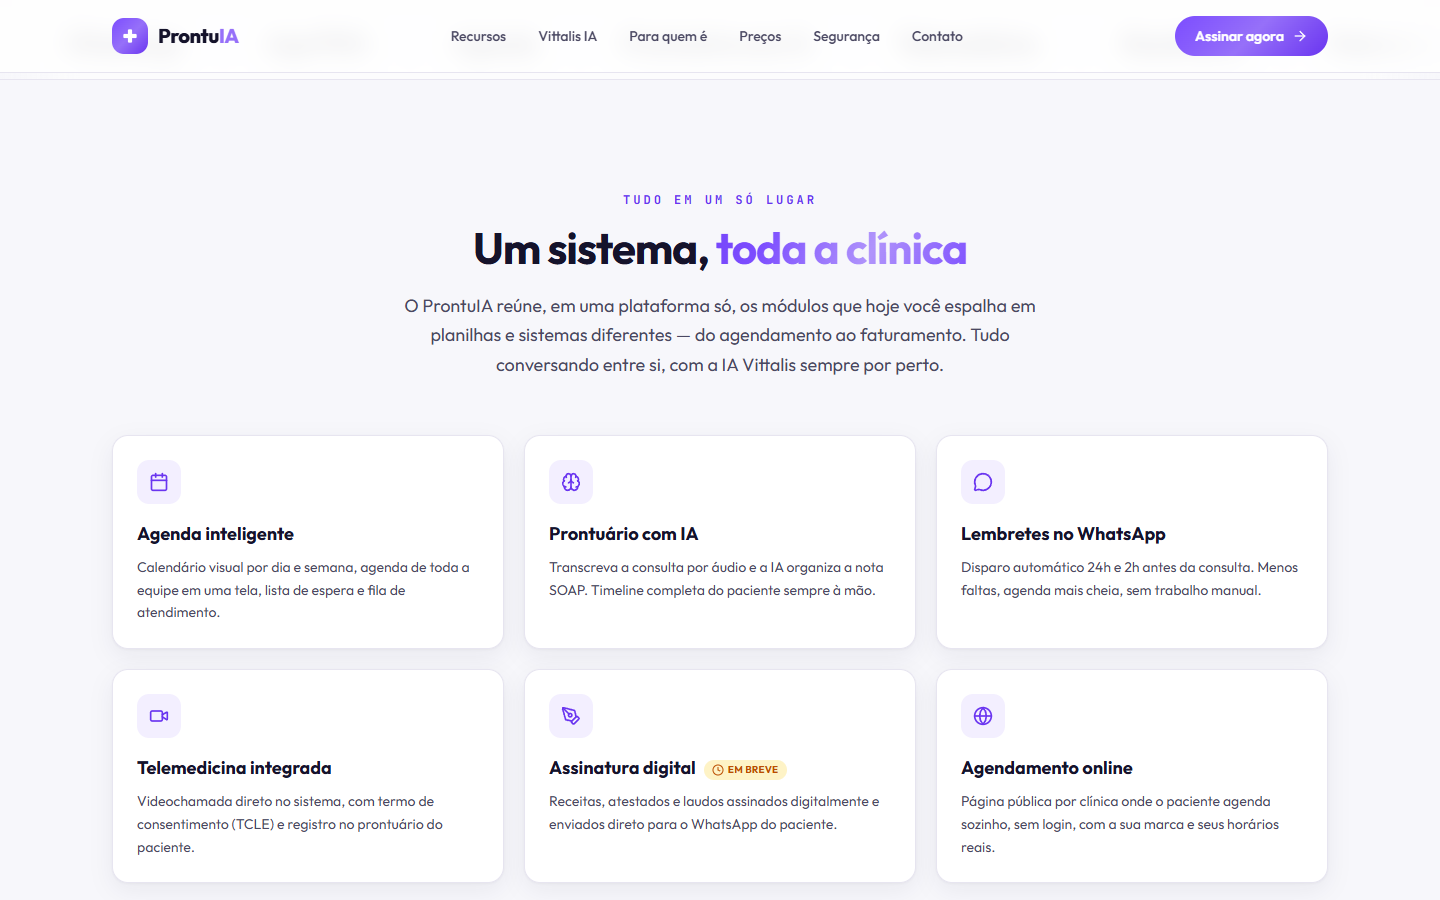 ProntuIA
Recursos
Vittalis IA
Para quem é
Preços
Segurança
Contato
Assinar agora
TUDO EM UM SÓ LUGAR
Um sistema, toda a clínica
O ProntuIA reúne, em uma plataforma só, os módulos que hoje você espalha em
planilhas e sistemas diferentes — do agendamento ao faturamento. Tudo
conversando entre si, com a IA Vittalis sempre por perto.
Agenda inteligente
Calendário visual por dia e semana, agenda de toda a
equipe em uma tela, lista de espera e fila de
atendimento.
Prontuário com IA
Transcreva a consulta por áudio e a IA organiza a nota
SOAP. Timeline completa do paciente sempre à mão.
Lembretes no WhatsApp
Disparo automático 24h e 2h antes da consulta. Menos
faltas, agenda mais cheia, sem trabalho manual.
Telemedicina integrada
Videochamada direto no sistema, com termo de
consentimento (TCLE) e registro no prontuário do
paciente.
Assinatura digital EM BREVE
Receitas, atestados e laudos assinados digitalmente e
enviados direto para o WhatsApp do paciente.
Agendamento online
Página pública por clínica onde o paciente agenda
sozinho, sem login, com a sua marca e seus horários
reais.